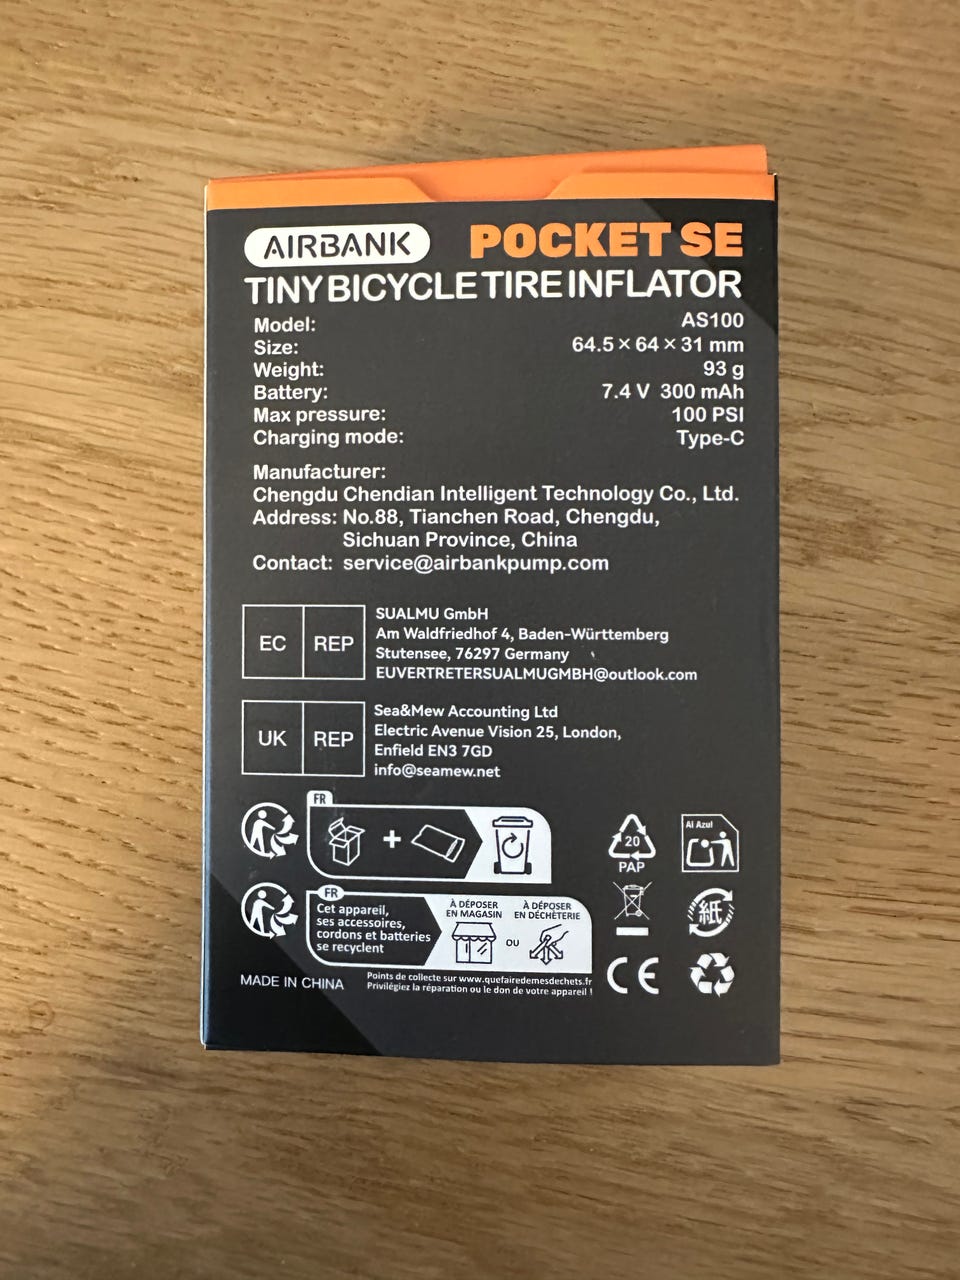 AIRBANK POCKET SE
TINY BICYCLE TIRE INFLATOR
Model: AS100
Size: 64.5 × 64 × 31 mm
Weight: 93 g
Battery: 7.4 V 300 mAh
Max pressure: 100 PSI
Charging mode: Type-C
Manufacturer:
Chengdu Chendian Intelligent Technology Co., Ltd.
Address: No.88, Tianchen Road, Chengdu,
Sichuan Province, China
Contact: service@airbankpump.com
EC REP
SUALMU GmbH
Am Waldfriedhof 4, Baden-Württemberg
Stutensee, 76297 Germany
EUVERTRETERSUALMUGMBH@outlook.com
UK REP
Sea&Mew Accounting Ltd
Electric Avenue Vision 25, London,
Enfield EN3 7GD
info@seamew.net
FR
+
20
PAP
Al Azul
FR
Cet appareil,
ses accessoires,
cordons et batteries
se recyclent
À DÉPOSER
EN MAGASIN
OU
À DÉPOSER
EN DÉCHÈTERIE
紙
CE
MADE IN CHINA
Points de collecte sur www.quefairedemesdechets.fr
Privilégiez la réparation ou le don de votre appareil !